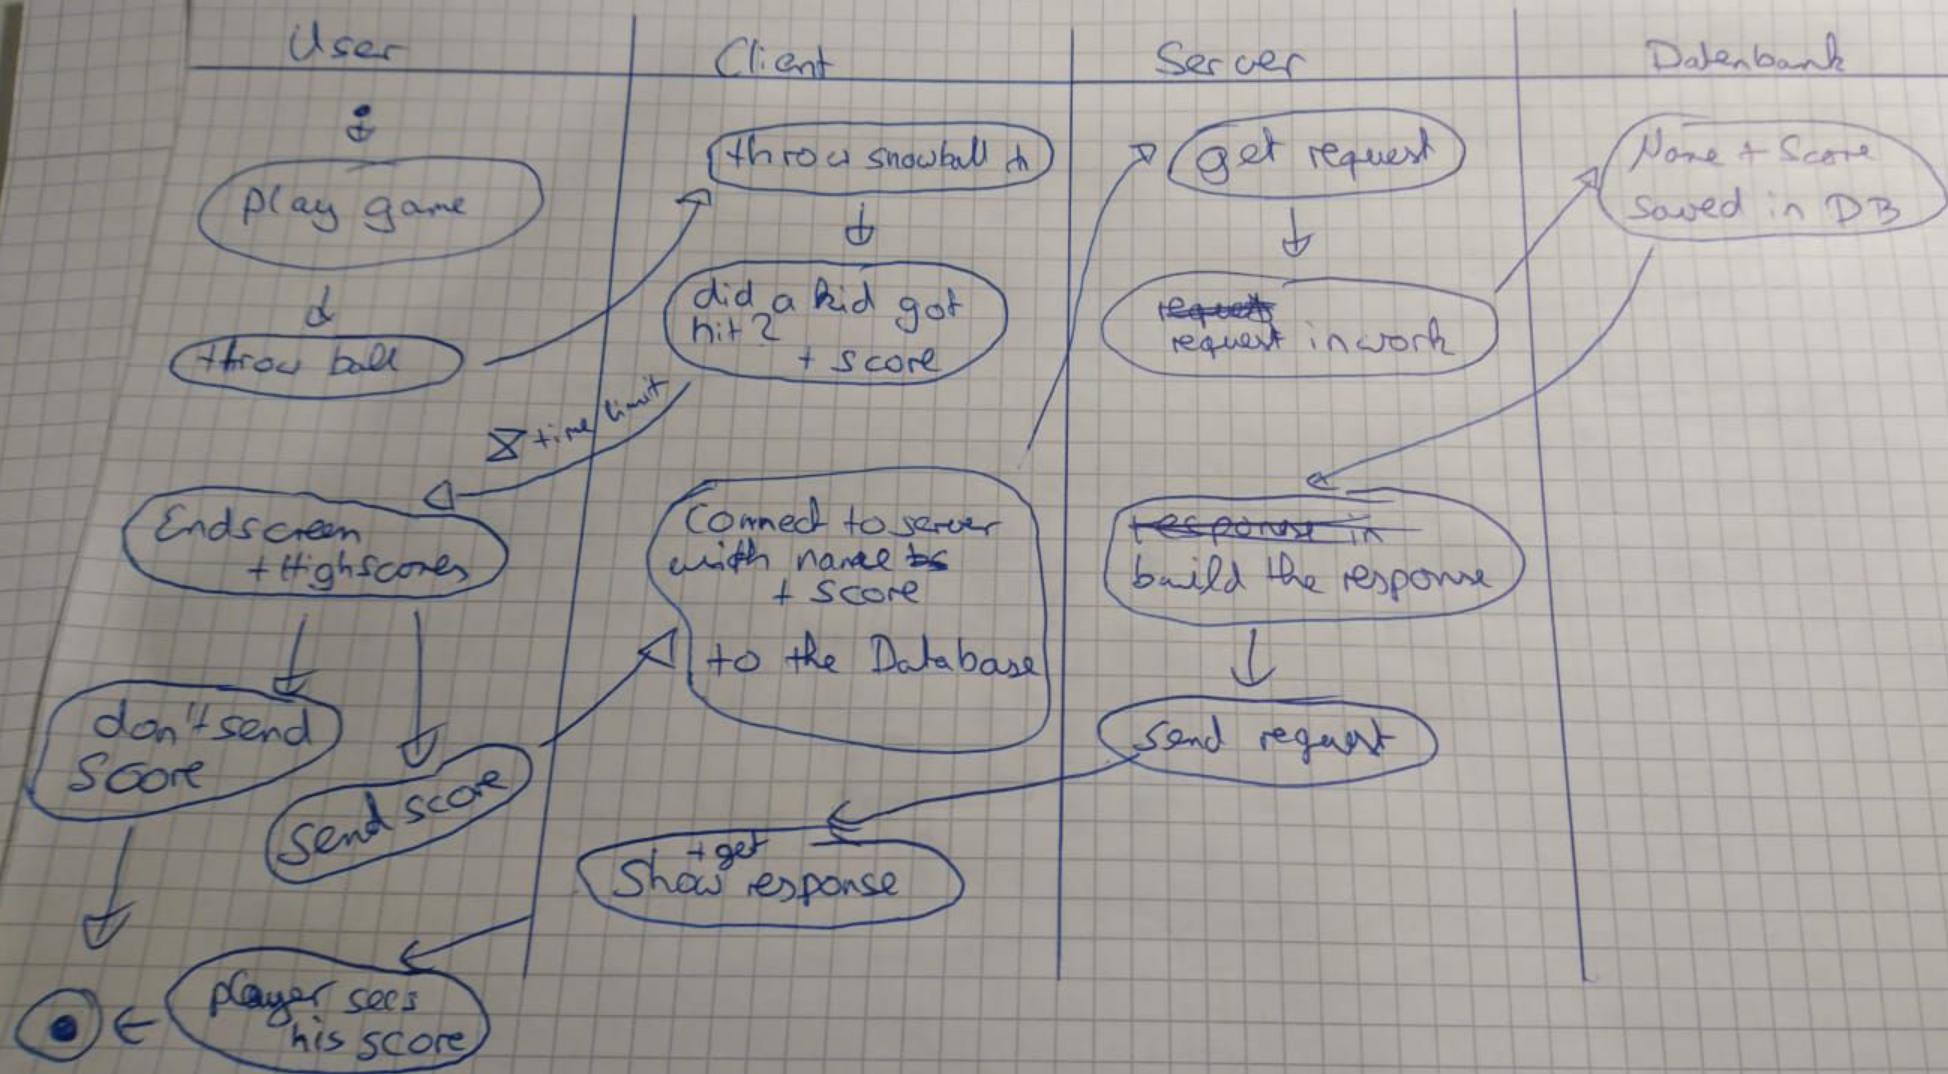 User
Client
Server
Datenbank
play game
throw ball
throw snowball
did a kid got
hit?
+ score
time limit
Endscreen
+ Highscores
don't send
score
send score
Connect to server
with name
+ score
to the Database
get request
request in work
Name + Score
saved in DB
response in
build the response
send request
+ get
Show response
player sees
his score